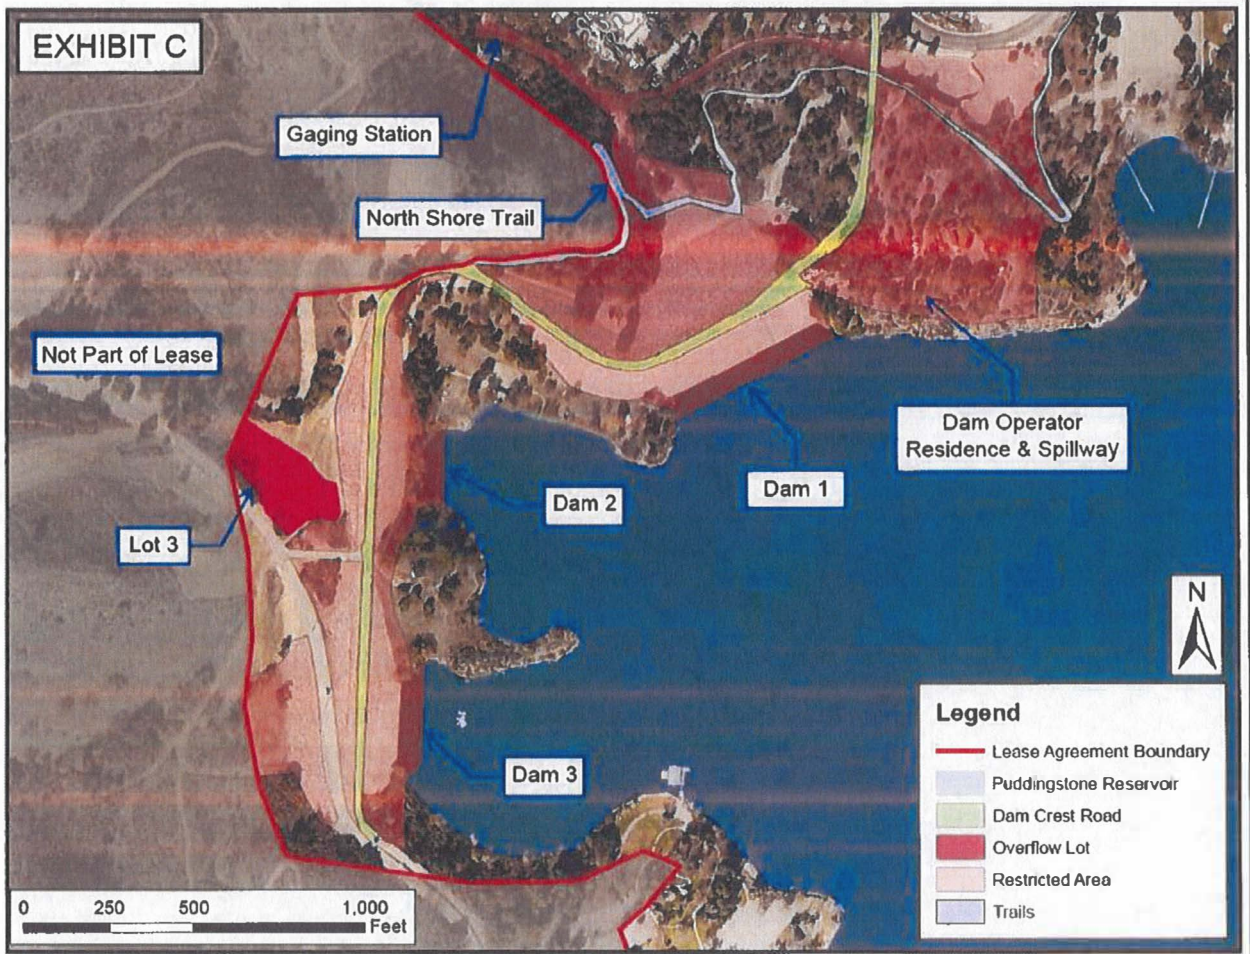 EXHIBIT C
Gaging Station
North Shore Trail
Not Part of Lease
Dam Operator
Residence & Spillway
Dam 1
Dam 2
Lot 3
Dam 3
N
Legend
Lease Agreement Boundary
Puddingstone Reservoir
Dam Crest Road
Overflow Lot
Restricted Area
Trails
0 250 500 1,000
Feet